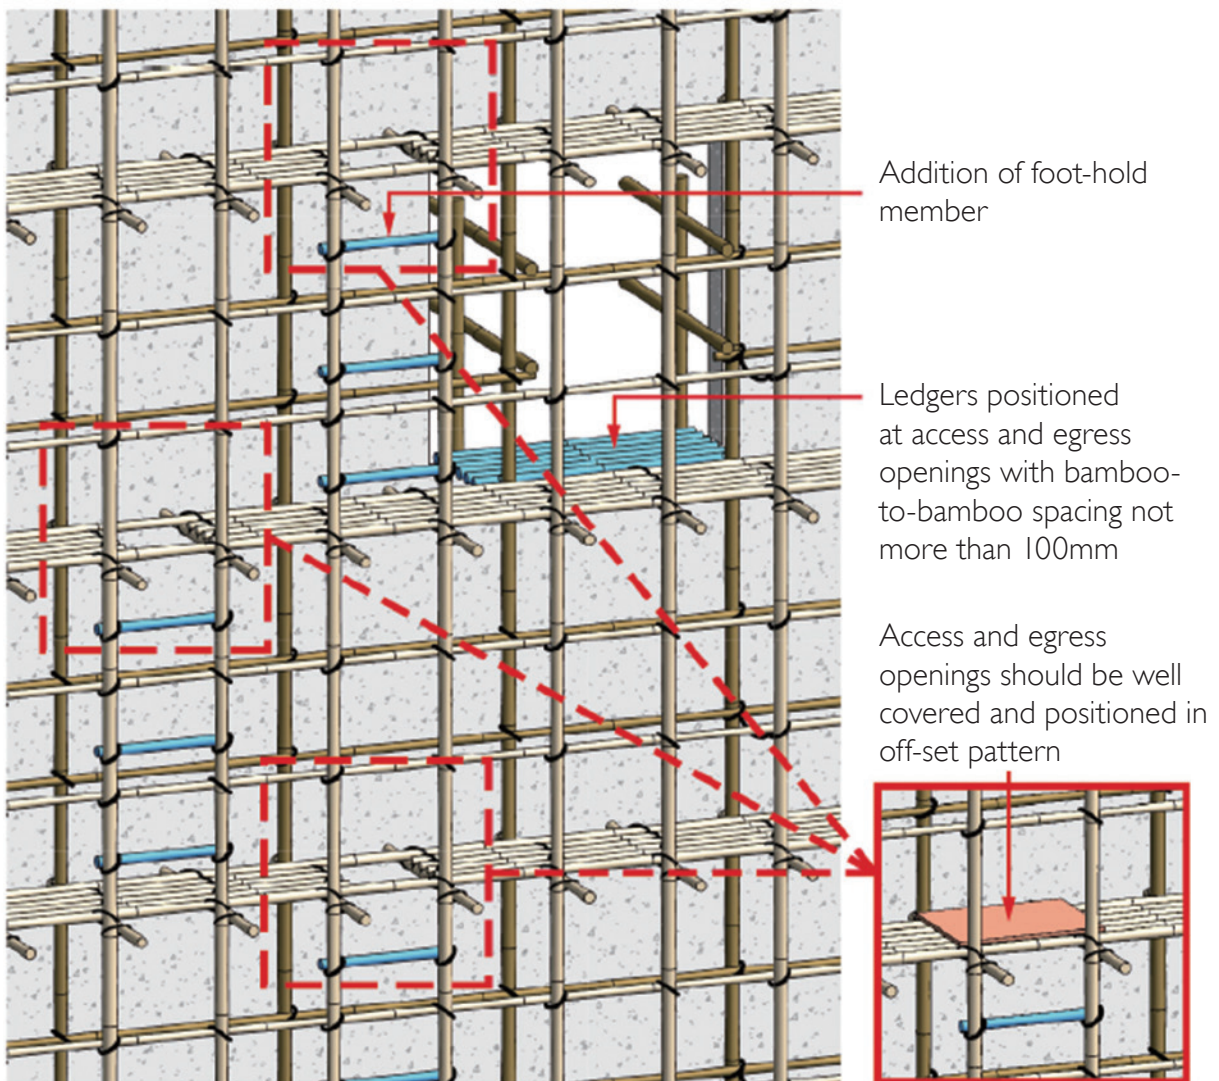 Addition of foot-hold
member
Ledgers positioned
at access and egress
openings with bamboo-
to-bamboo spacing not
more than 100mm
Access and egress
openings should be well
covered and positioned in
off-set pattern